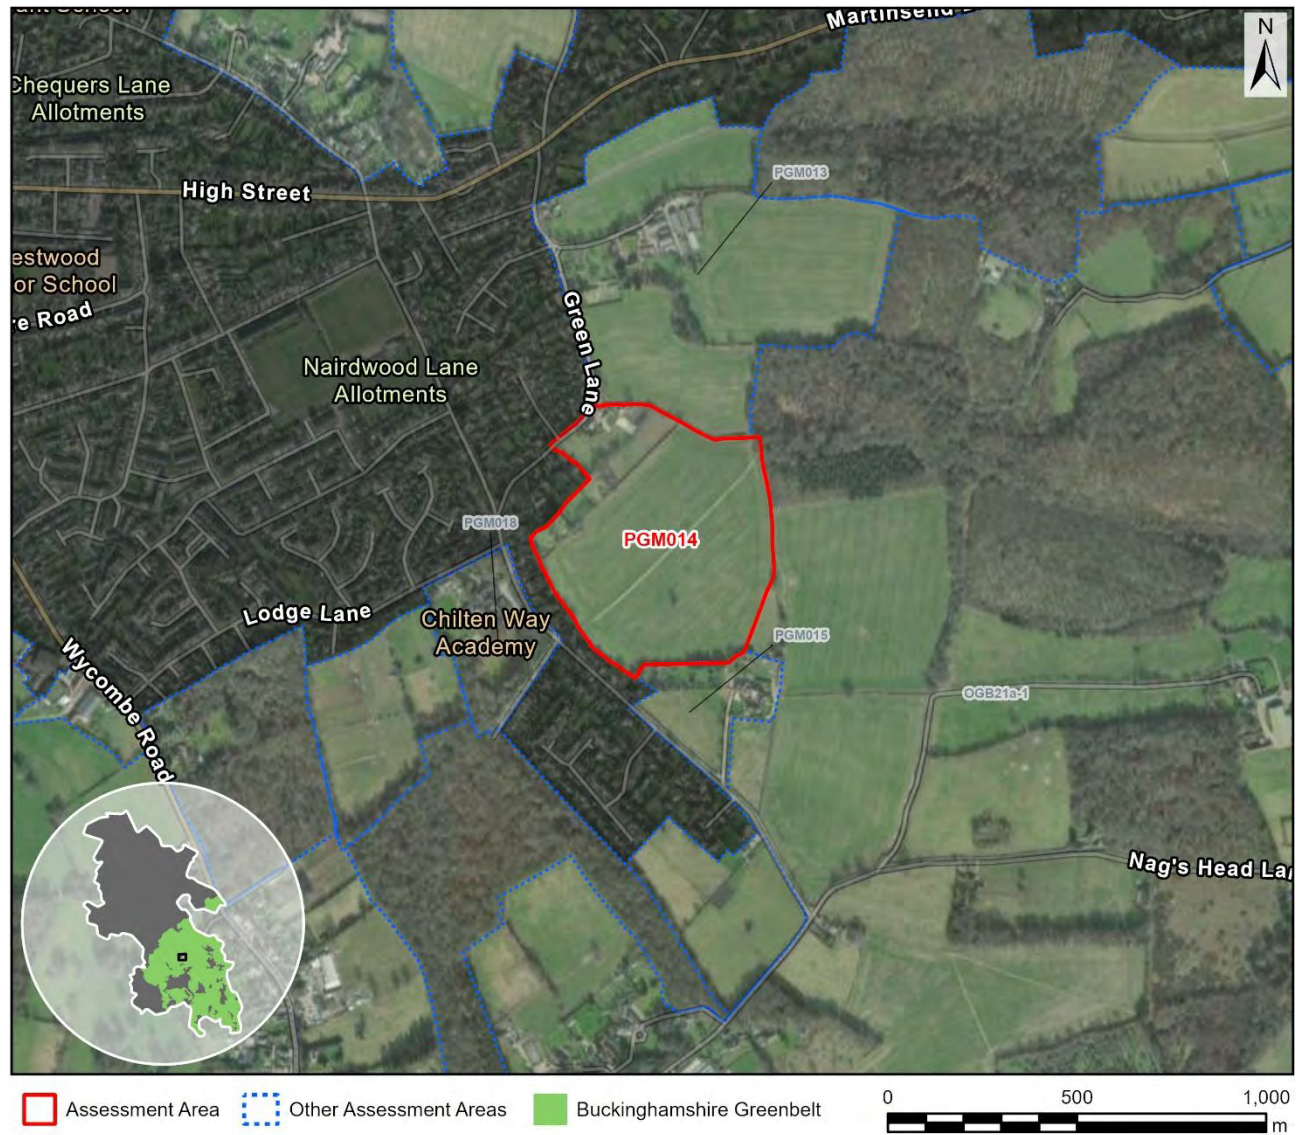 School
Martinsend
N
Chequers Lane
Allotments
PGM013
High Street
estwood
or School
re Road
Green Lane
Nairdwood Lane
Allotments
PGM018
PGM014
Lodge Lane
Chilten Way
Academy
PGM015
Wycombe Road
OGB21a-1
Nag's Head La
Assessment Area
Other Assessment Areas
Buckinghamshire Greenbelt
0 500 1,000
m